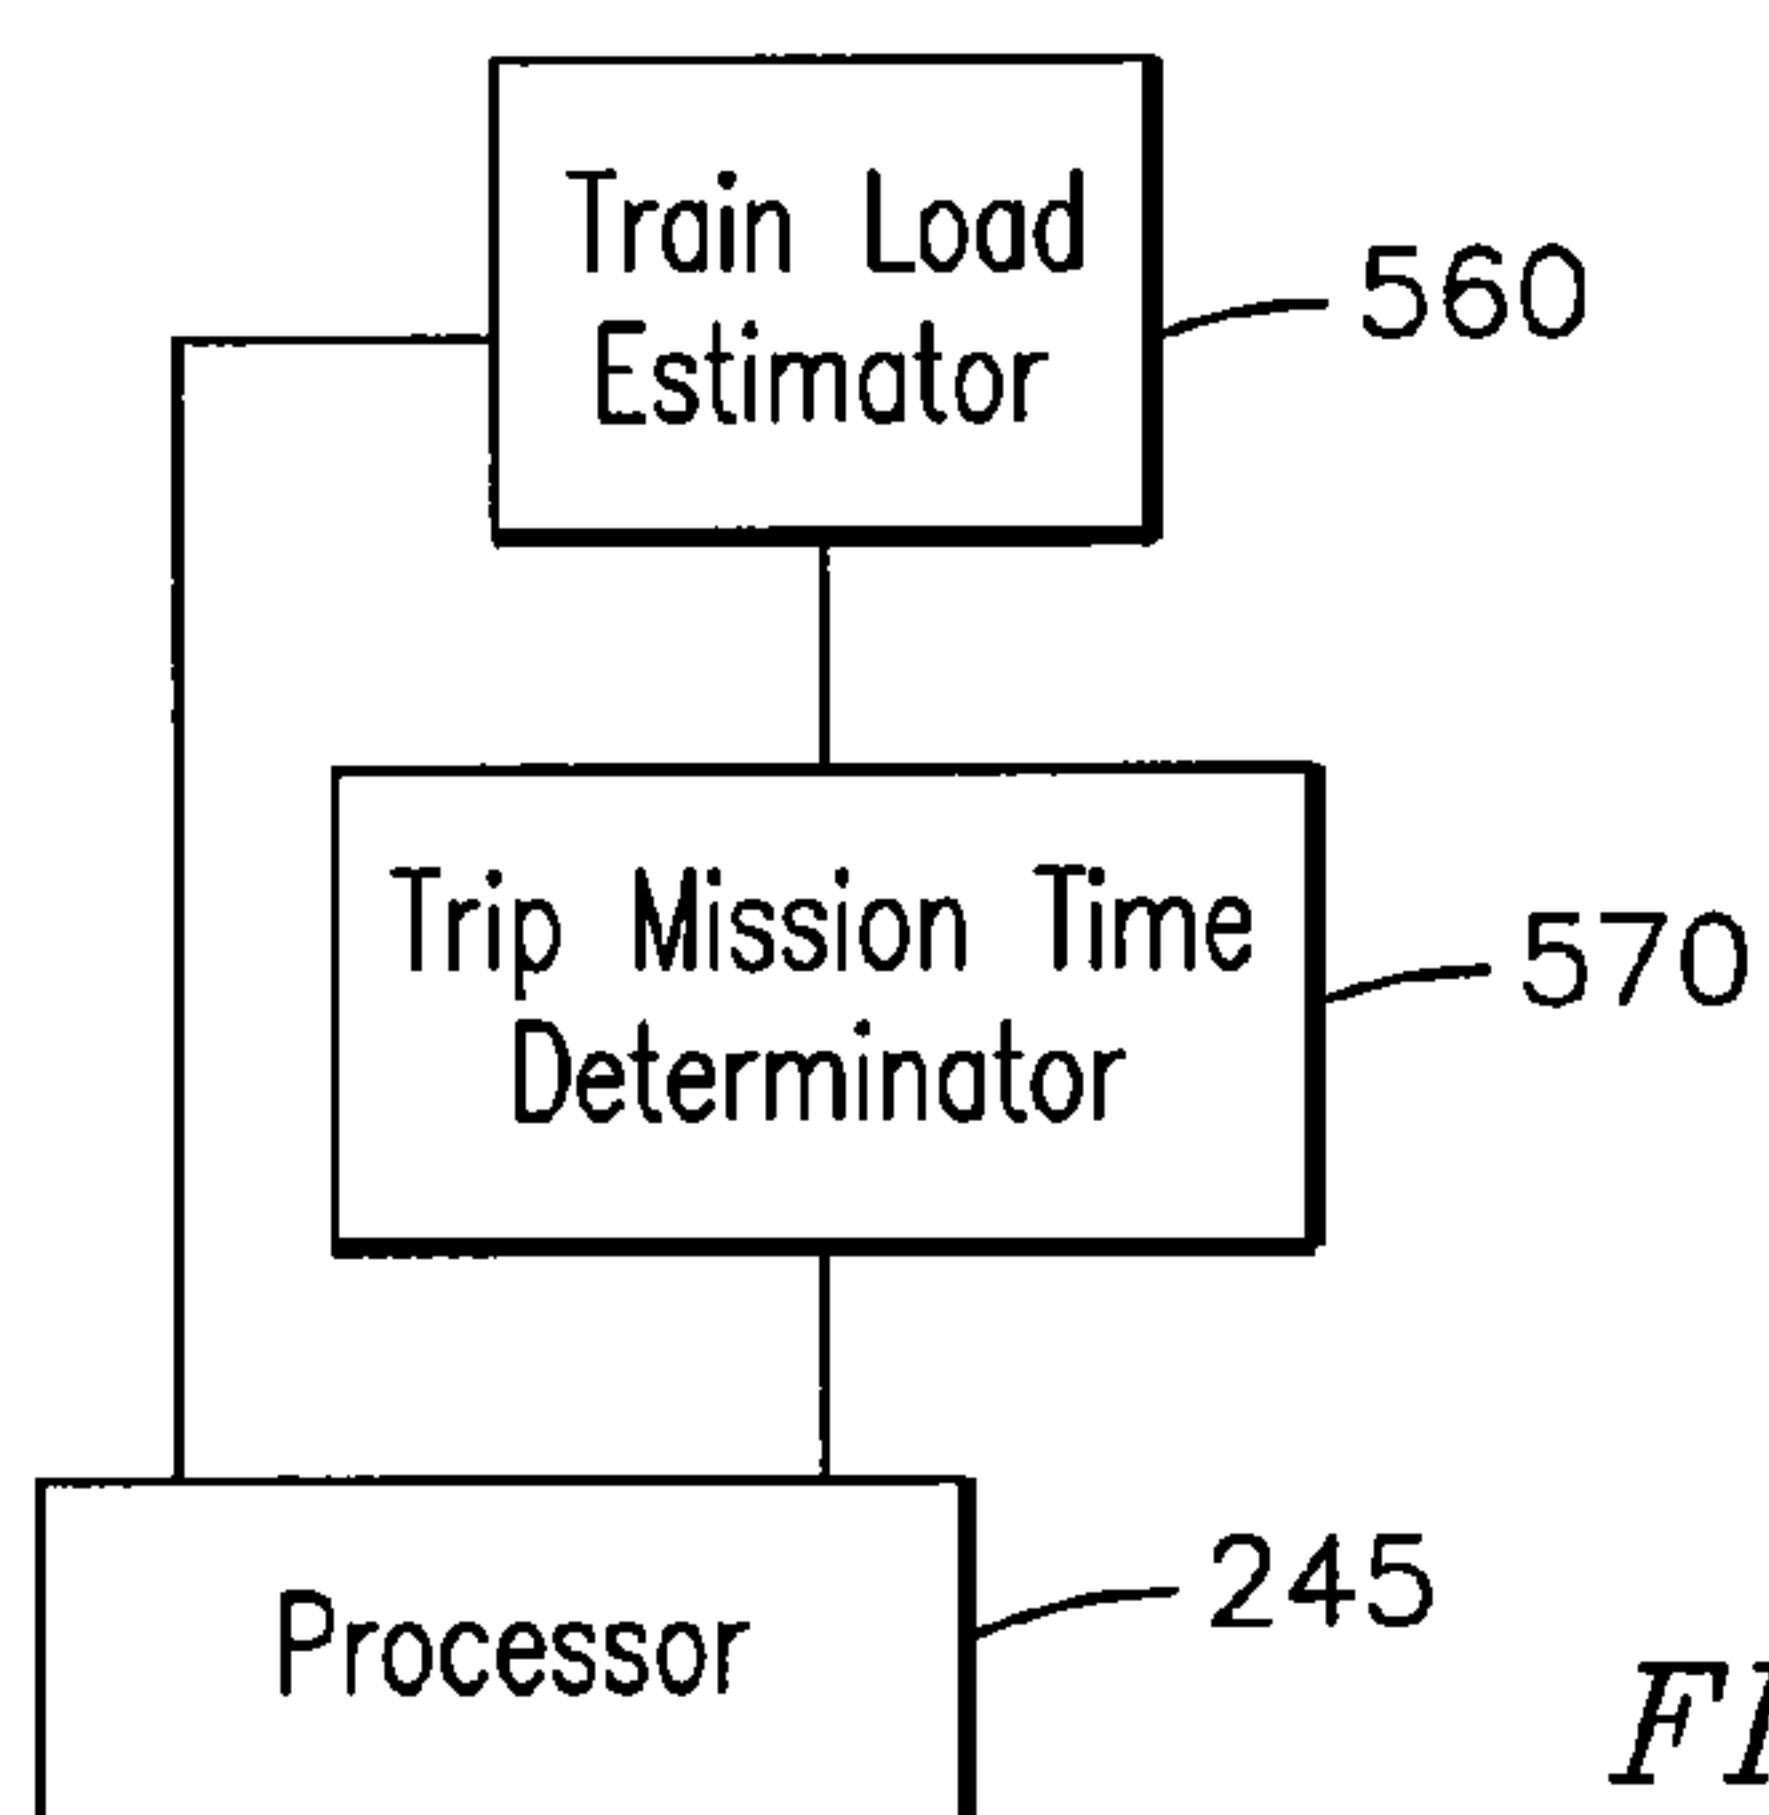 Train Load
Estimator
560
Trip Mission Time
Determinator
570
Processor
245